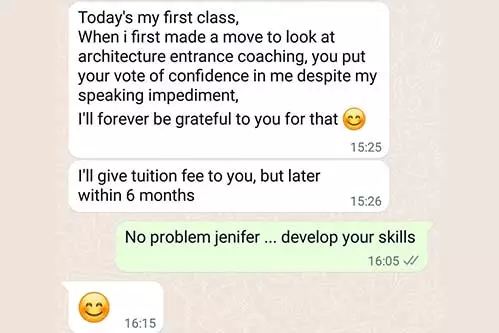 Today's my first class,
When i first made a move to look at
architecture entrance coaching, you put
your vote of confidence in me despite my
speaking impediment,
I'll forever be grateful to you for that 😊
15:25
I'll give tuition fee to you, but later
within 6 months
15:26
No problem jenifer ... develop your skills
16:05
😊
16:15